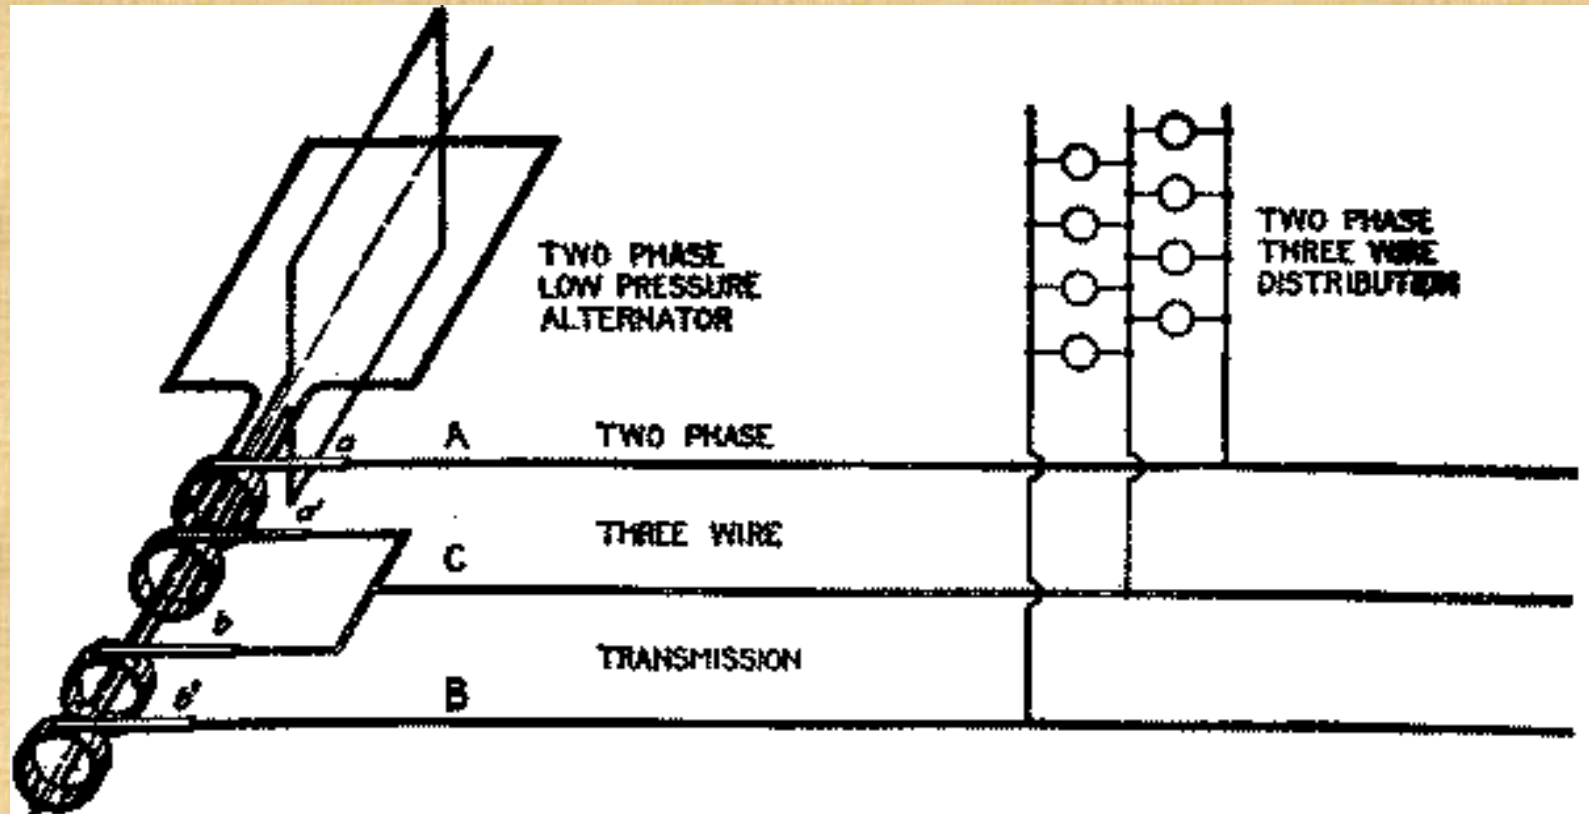 TWO PHASE
LOW PRESSURE
ALTERNATOR
TWO PHASE
THREE WIRE
DISTRIBUTION
a
A
TWO PHASE
a'
THREE WIRE
C
b
TRANSMISSION
b'
B